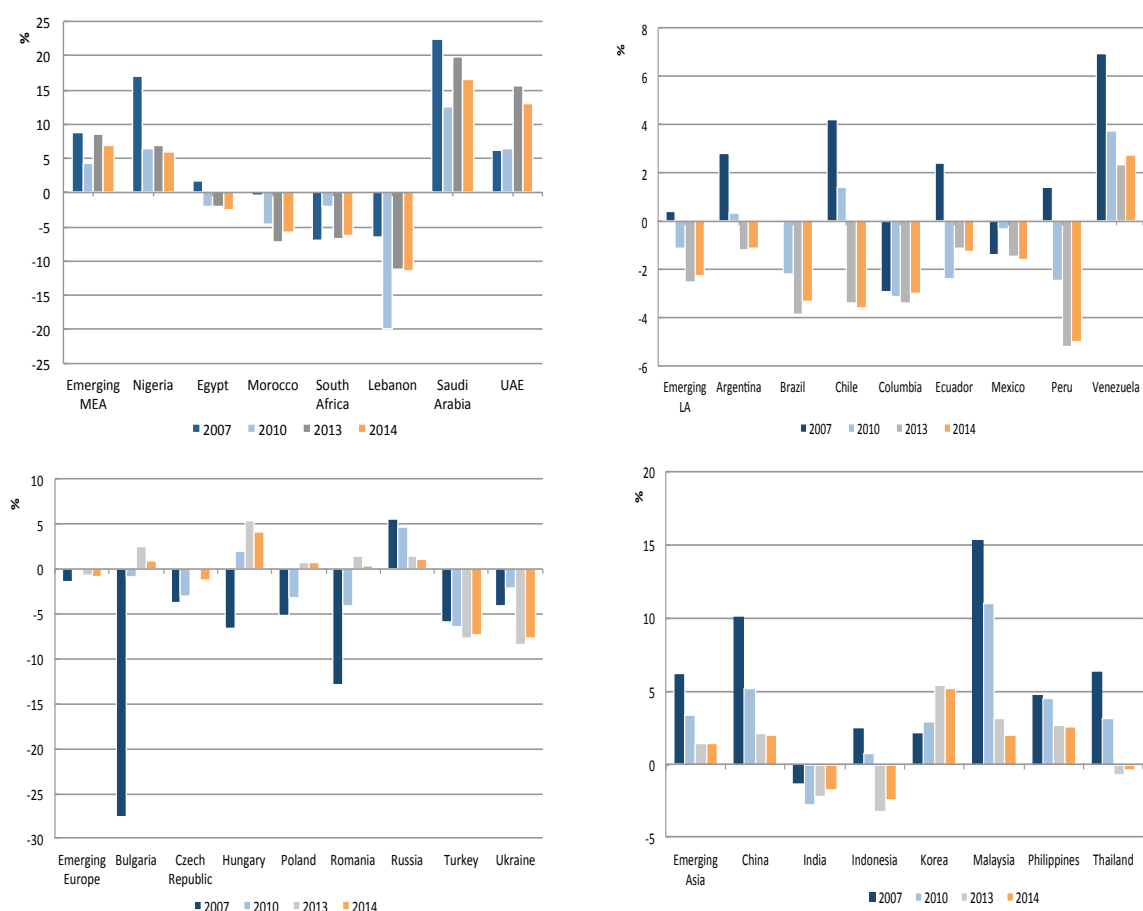 %
25
20
15
10
5
0
-5
-10
-15
-20
-25
Emerging MEA
Nigeria
Egypt
Morocco
South Africa
Lebanon
Saudi Arabia
UAE
2007 2010 2013 2014
%
8
6
4
2
0
-2
-4
-6
Emerging LA
Argentina
Brazil
Chile
Columbia
Ecuador
Mexico
Peru
Venezuela
2007 2010 2013 2014
%
10
5
0
-5
-10
-15
-20
-25
-30
Emerging Europe
Bulgaria
Czech Republic
Hungary
Poland
Romania
Russia
Turkey
Ukraine
2007 2010 2013 2014
%
20
15
10
5
0
-5
Emerging Asia
China
India
Indonesia
Korea
Malaysia
Philippines
Thailand
2007 2010 2013 2014